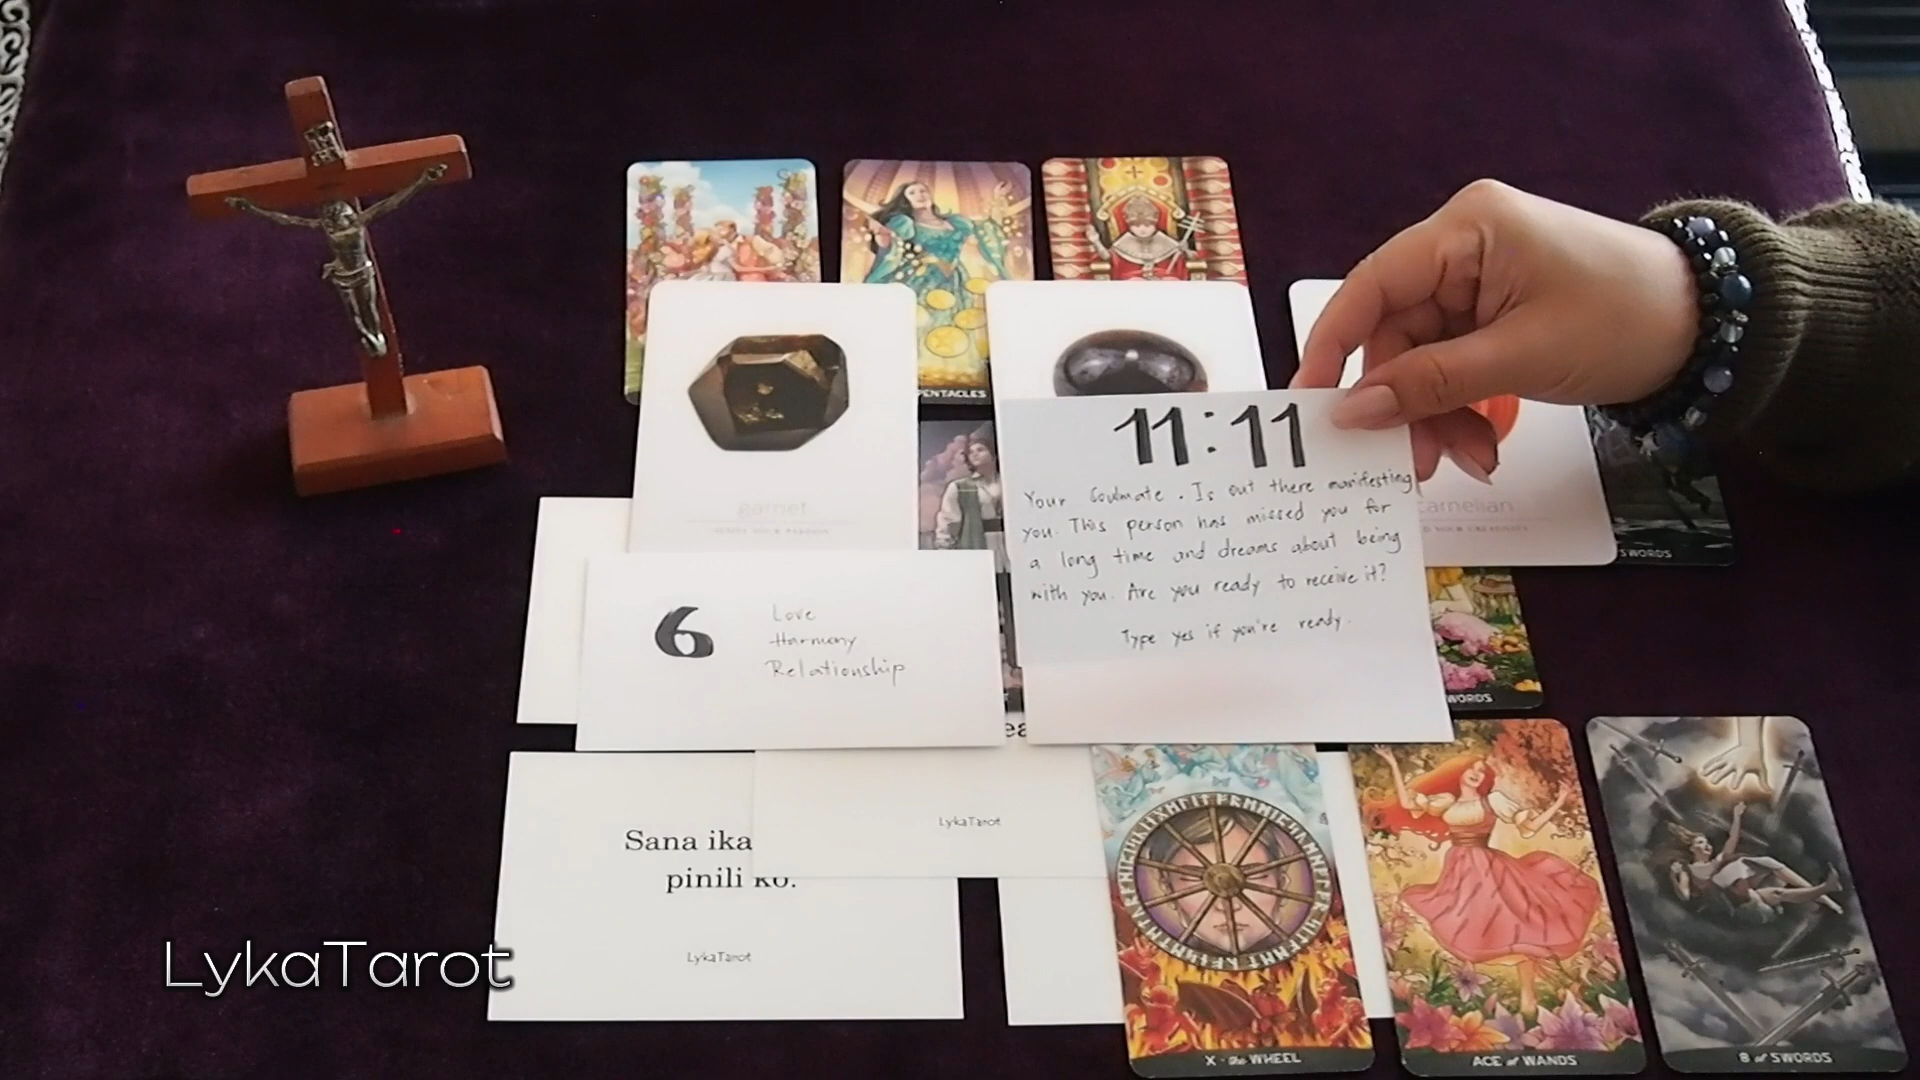 INRI
PENTACLES
11:11
Your Soulmate. Is out there manifesting
you. This person has missed you for
a long time and dreams about being
with you. Are you ready to receive it?
Type yes if you're ready.
garnet
carnelian
SWORDS
6
Love
Harmony
Relationship
WORDS
ea
Sana ika
pinili ko.
LykaTarot
LykaTarot
LykaTarot
X - the WHEEL
ACE of WANDS
8 of SWORDS